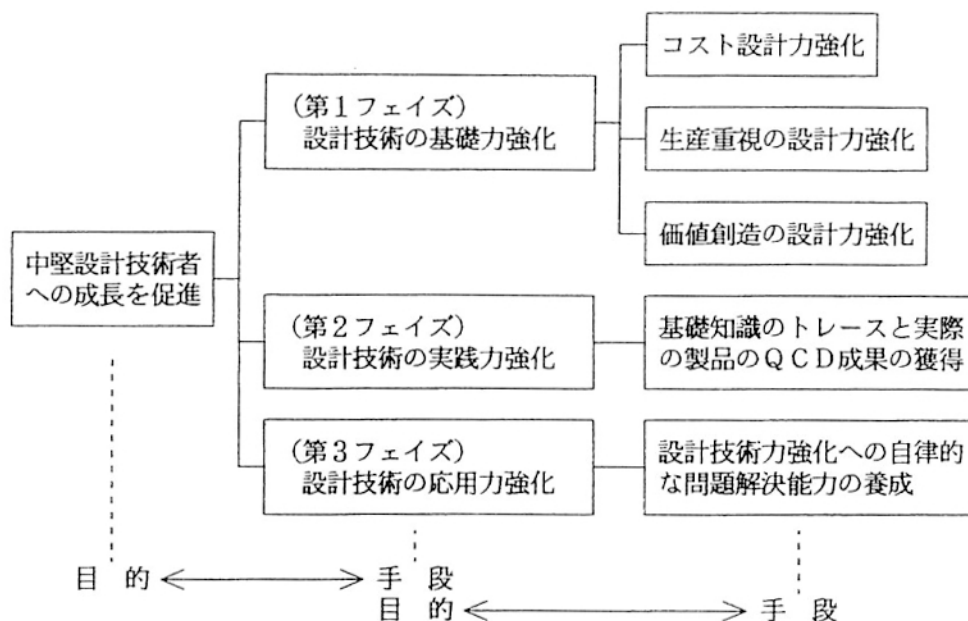 中堅設計技術者
への成長を促進
(第1フェイズ)
設計技術の基礎力強化
コスト設計力強化
生産重視の設計力強化
価値創造の設計力強化
(第2フェイズ)
設計技術の実践力強化
基礎知識のトレースと実際
の製品のQCD成果の獲得
(第3フェイズ)
設計技術の応用力強化
設計技術力強化への自律的
な問題解決能力の養成
目 的
手 段
目 的
手 段